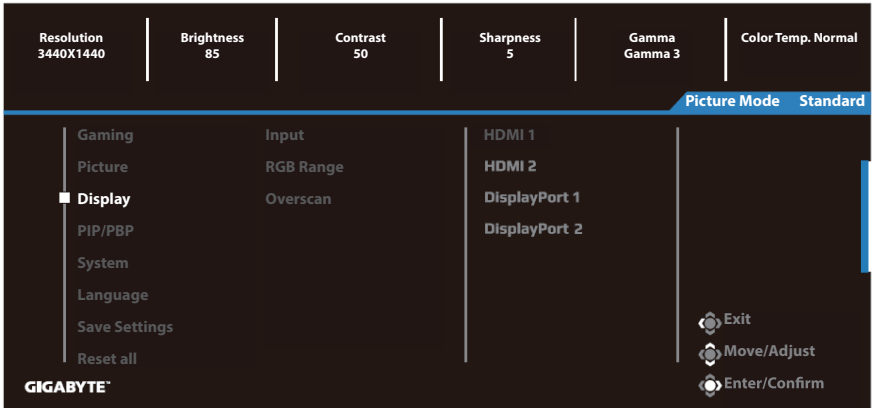 Resolution
3440X1440
Brightness
85
Contrast
50
Sharpness
5
Gamma
Gamma 3
Color Temp. Normal
Picture Mode Standard
Gaming
Picture
Display
PIP/PBP
System
Language
Save Settings
Reset all
Input
RGB Range
Overscan
HDMI 1
HDMI 2
DisplayPort 1
DisplayPort 2
Exit
Move/Adjust
Enter/Confirm
GIGABYTE™